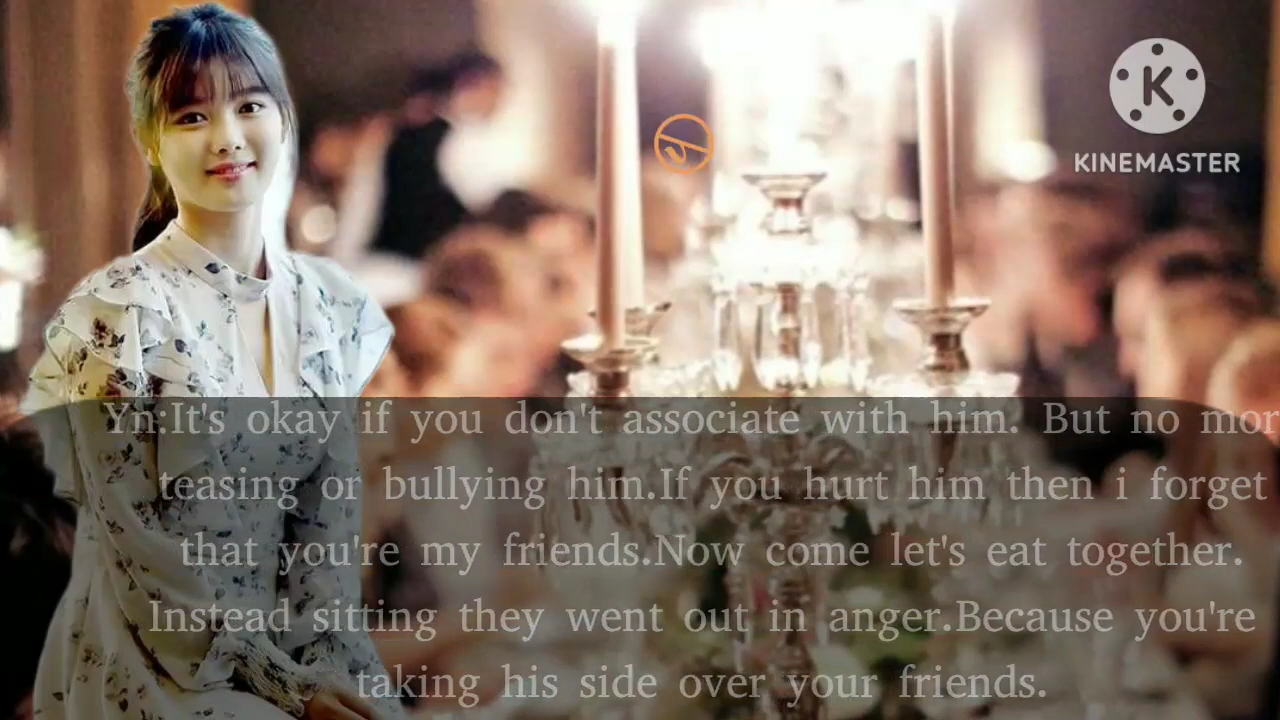 KINEMASTER
Yn:It's okay if you don't associate with him. But no mor
teasing or bullying him.If you hurt him then i forget
that you're my friends.Now come let's eat together.
Instead sitting they went out in anger.Because you're
taking his side over your friends.